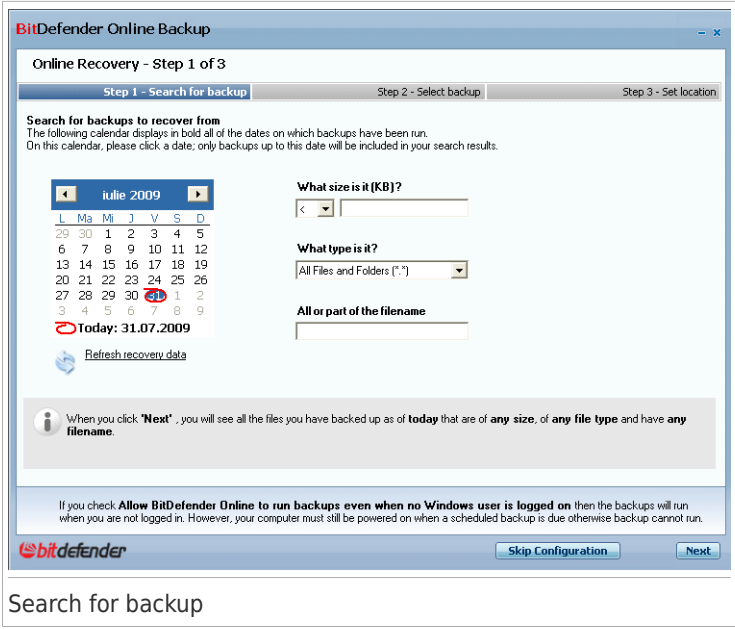 BitDefender Online Backup
Online Recovery - Step 1 of 3
Step 1 - Search for backup Step 2 - Select backup Step 3 - Set location
Search for backups to recover from
The following calendar displays in bold all of the dates on which backups have been run.
On this calendar, please click a date; only backups up to this date will be included in your search results.
iulie 2009
L Ma Mi J V S D
29 30 1 2 3 4 5
6 7 8 9 10 11 12
13 14 15 16 17 18 19
20 21 22 23 24 25 26
27 28 29 30 31 1 2
3 4 5 6 7 8 9
Today: 31.07.2009
Refresh recovery data
What size is it (KB)?
<
What type is it?
All Files and Folders (*.*)
All or part of the filename
When you click "Next" , you will see all the files you have backed up as of today that are of any size, of any file type and have any
filename.
If you check Allow BitDefender Online to run backups even when no Windows user is logged on then the backups will run
when you are not logged in. However, your computer must still be powered on when a scheduled backup is due otherwise backup cannot run.
bitdefender
Skip Configuration Next
Search for backup